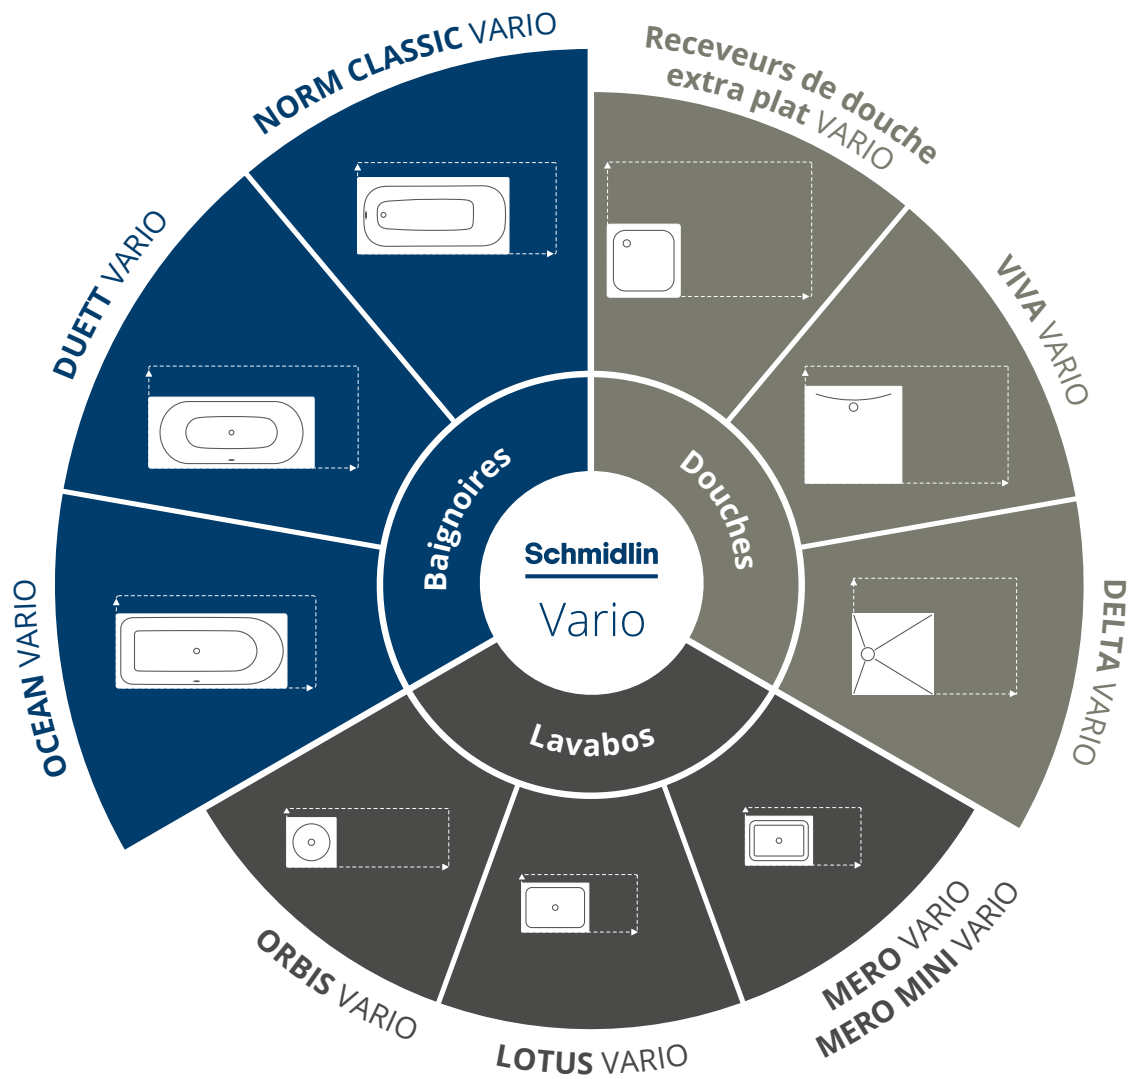 NORM CLASSIC VARIO
Receveurs de douche
extra plat VARIO
DUETT VARIO
VIVA VARIO
Baignoires
Douches
Schmidlin
Vario
OCEAN VARIO
DELTA VARIO
Lavabos
ORBIS VARIO
LOTUS VARIO
MERO VARIO
MERO MINI VARIO